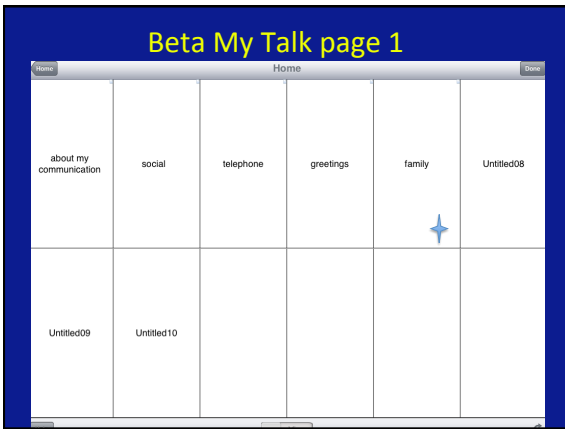 Beta My Talk page 1
Home
Home
Done
about my
communication
social
telephone
greetings
family
Untitled08
Untitled09
Untitled10